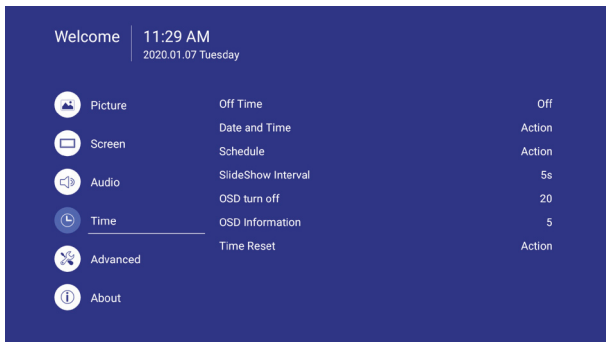 Welcome
11:29 AM
2020.01.07 Tuesday
Picture
Screen
Audio
Time
Advanced
About
Off Time Off
Date and Time Action
Schedule Action
SlideShow Interval 5s
OSD turn off 20
OSD Information 5
Time Reset Action